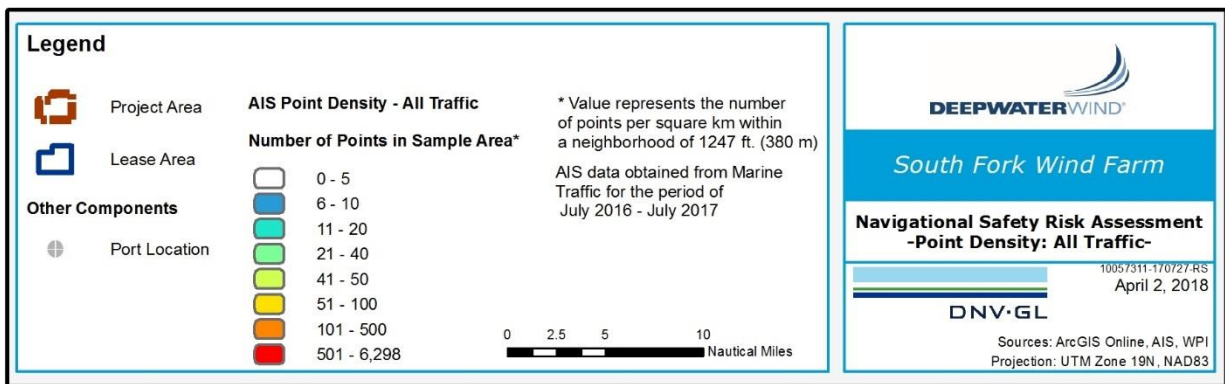 Legend
Project Area
Lease Area
Other Components
Port Location
AIS Point Density - All Traffic
Number of Points in Sample Area*
0 - 5
6 - 10
11 - 20
21 - 40
41 - 50
51 - 100
101 - 500
501 - 6,298
* Value represents the number
of points per square km within
a neighborhood of 1247 ft. (380 m)
AIS data obtained from Marine
Traffic for the period of
July 2016 - July 2017
0 2.5 5 10
Nautical Miles
DEEPWATERWIND®
South Fork Wind Farm
Navigational Safety Risk Assessment
-Point Density: All Traffic-
10057311-170727-RS
April 2, 2018
DNV·GL
Sources: ArcGIS Online, AIS, WPI
Projection: UTM Zone 19N, NAD83